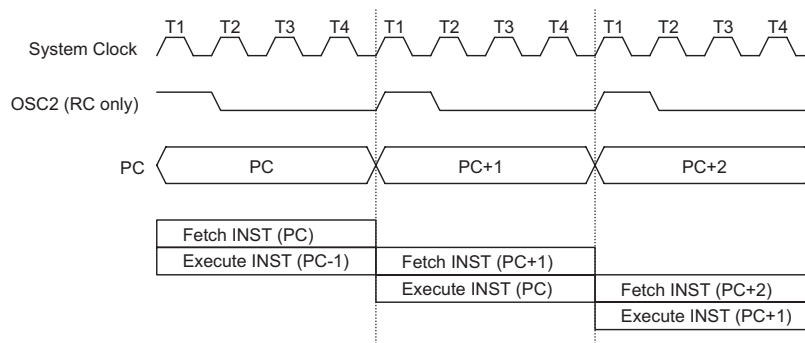 T1 T2 T3 T4 T1 T2 T3 T4 T1 T2 T3 T4
System Clock
OSC2 (RC only)
PC PC PC+1 PC+2
Fetch INST (PC)
Execute INST (PC-1) Fetch INST (PC+1)
Execute INST (PC) Fetch INST (PC+2)
Execute INST (PC+1)